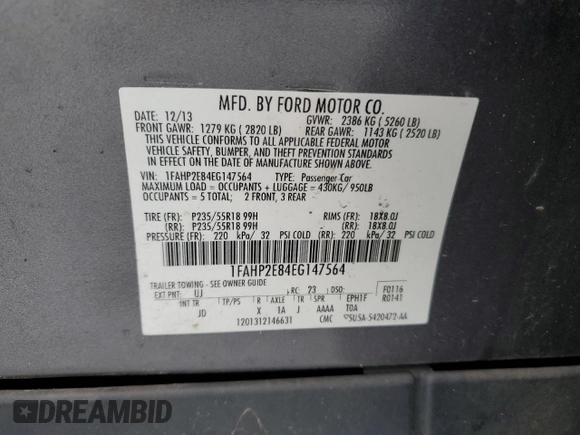 MFD. BY FORD MOTOR CO.
DATE: 12/13 GVWR: 2386 KG ( 5260 LB)
FRONT GAWR: 1279 KG ( 2820 LB) REAR GAWR: 1143 KG ( 2520 LB)
THIS VEHICLE CONFORMS TO ALL APPLICABLE FEDERAL MOTOR
VEHICLE SAFETY, BUMPER, AND THEFT PREVENTION STANDARDS
IN EFFECT ON THE DATE OF MANUFACTURE SHOWN ABOVE.
VIN: 1FAHP2E84EG147564 TYPE: Passenger Car
MAXIMUM LOAD = OCCUPANTS + LUGGAGE = 430KG/ 950LB
OCCUPANTS = 5 TOTAL; 2 FRONT, 3 REAR
TIRE (FR): P235/55R18 99H RIMS (FR): 18X8.0J
(RR): P235/55R18 99H (RR): 18X8.0J
PRESSURE (FR): 220 kPa/ 32 PSI COLD (RR): 220 kPa/ 32 PSI COLD
1FAHP2E84EG147564
TRAILER TOWING - SEE OWNER GUIDE
EXT PNT: UJ RC: 23 DSO: F0116
INT TR TP/PS R AXLE TR SPR EPH1F R0141
JD X 1A J AAAA TOA
1201312146631 CMC 5U5A-5420472-AA
DREAMBID